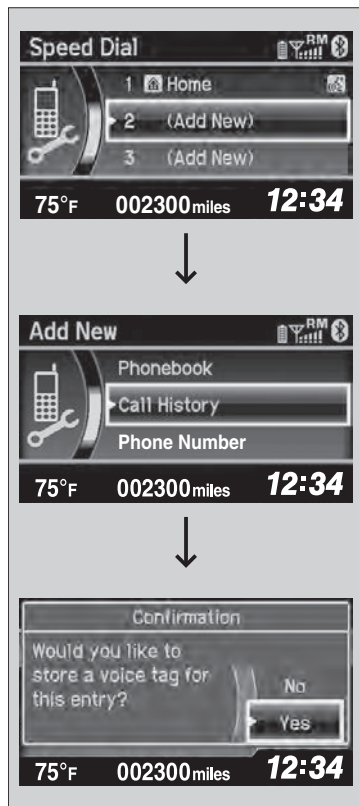 Speed Dial RM
1 Home
2 (Add New)
3 (Add New)
75°F 002300 miles 12:34
Add New RM
Phonebook
Call History
Phone Number
75°F 002300 miles 12:34
Confirmation
Would you like to
store a voice tag for
this entry?
No
Yes
75°F 002300 miles 12:34